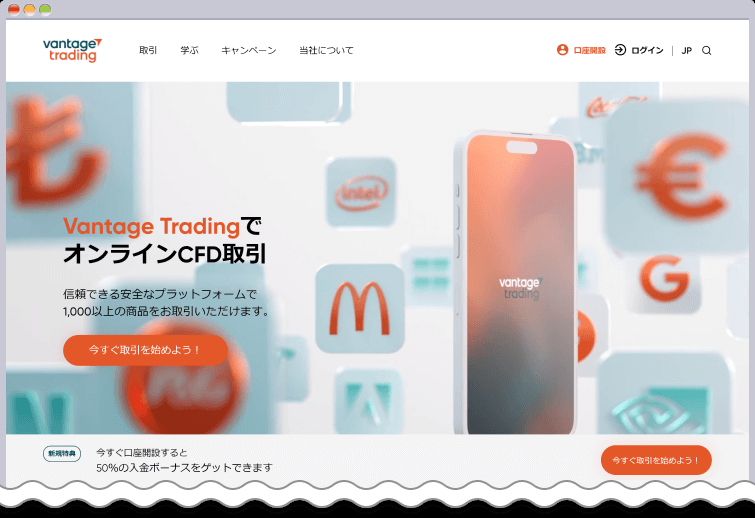 vantage
trading
取引 学ぶ キャンペーン 当社について
口座開設 ログイン | JP
Vantage Tradingで
オンラインCFD取引
信頼できる安全なプラットフォームで
1,000以上の商品をお取引いただけます。
今すぐ取引を始めよう！
intel
vantage
trading
新規特典
今すぐ口座開設すると
50%の入金ボーナスをゲットできます
今すぐ取引を始めよう！